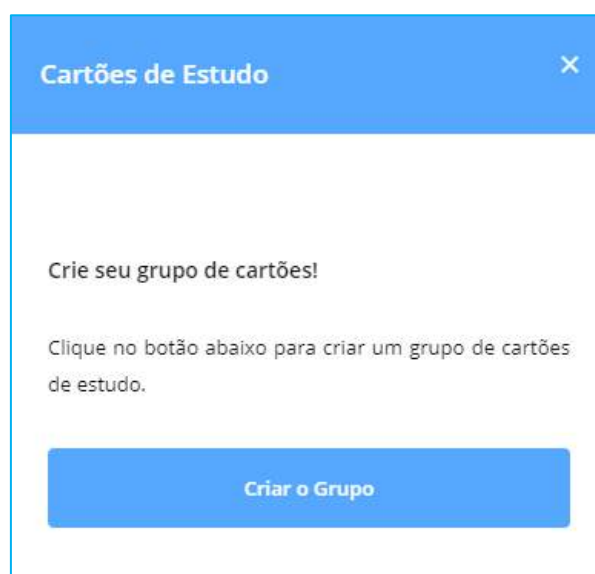 Cartões de Estudo
Crie seu grupo de cartões!
Clique no botão abaixo para criar um grupo de cartões
de estudo.
Criar o Grupo